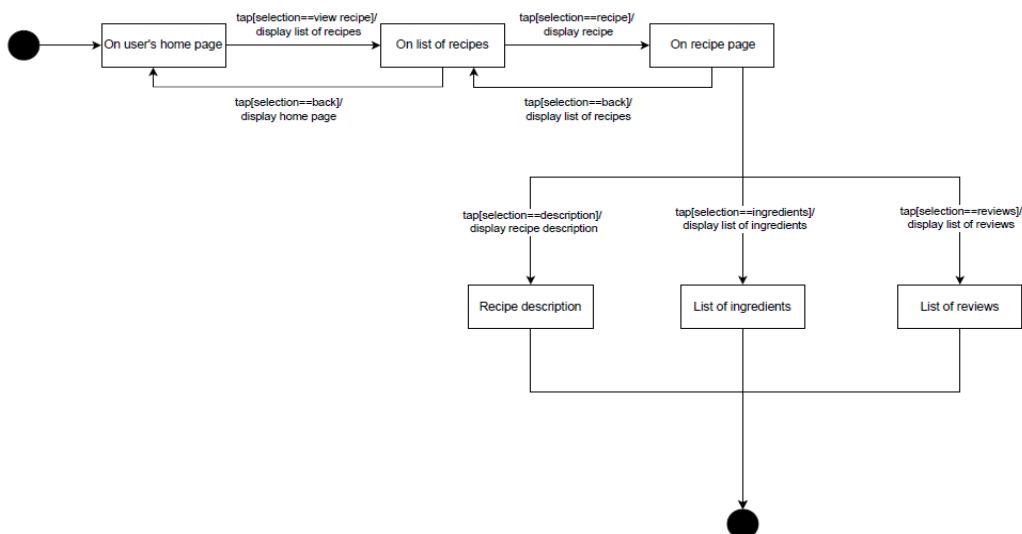 tap[selection==view recipe]/
display list of recipes
tap[selection==recipe]/
display recipe
On user's home page
On list of recipes
On recipe page
tap[selection==back]/
display home page
tap[selection==back]/
display list of recipes
tap[selection==description]/
display recipe description
tap[selection==ingredients]/
display list of ingredients
tap[selection==reviews]/
display list of reviews
Recipe description
List of ingredients
List of reviews